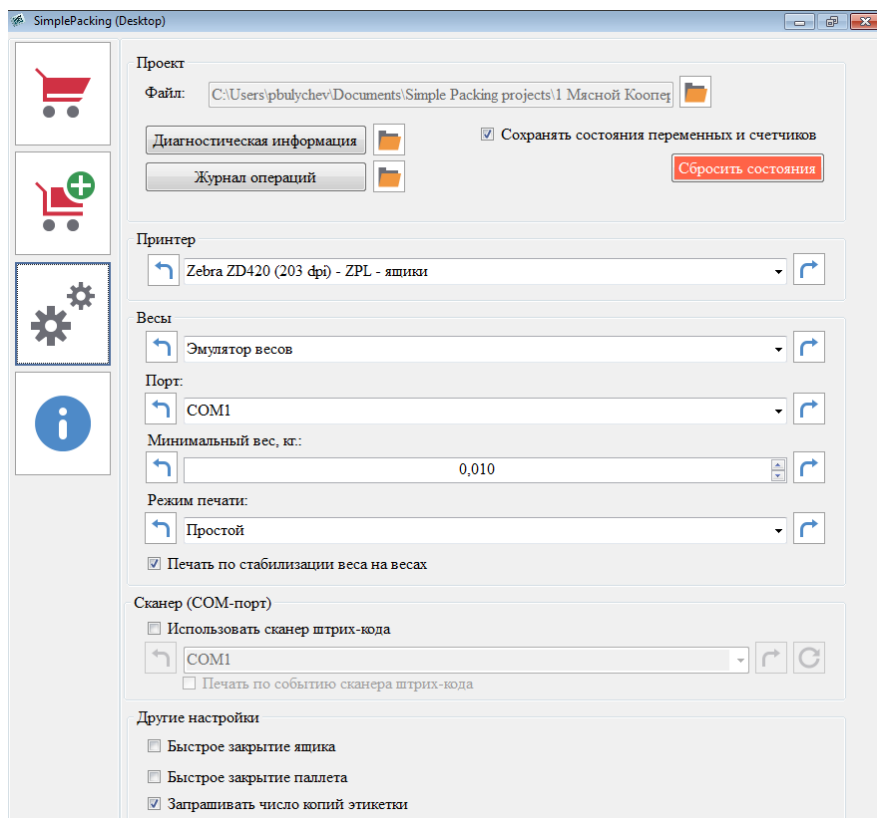 SimplePacking (Desktop)
Проект
Файл: C:\Users\pbulychev\Documents\Simple Packing projects\1 Мясной Коопер
Диагностическая информация
Сохранять состояния переменных и счетчиков
Журнал операций
Сбросить состояния
Принтер
Zebra ZD420 (203 dpi) - ZPL - ящики
Весы
Эмулятор весов
Порт:
COM1
Минимальный вес, кг.:
0,010
Режим печати:
Простой
Печать по стабилизации веса на весах
Сканер (COM-порт)
Использовать сканер штрих-кода
COM1
Печать по событию сканера штрих-кода
Другие настройки
Быстрое закрытие ящика
Быстрое закрытие паллета
Запрашивать число копий этикетки